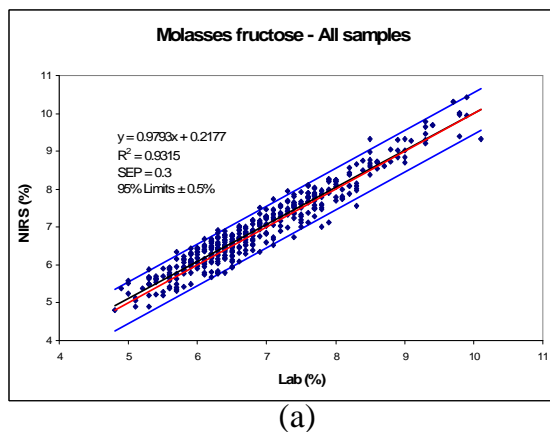 Molasses fructose - All samples
11
10
9
8
7
6
5
4
NIRS (%)
y = 0.9793x + 0.2177
R² = 0.9315
SEP = 0.3
95% Limits ± 0.5%
4 5 6 7 8 9 10 11
Lab (%)
(a)